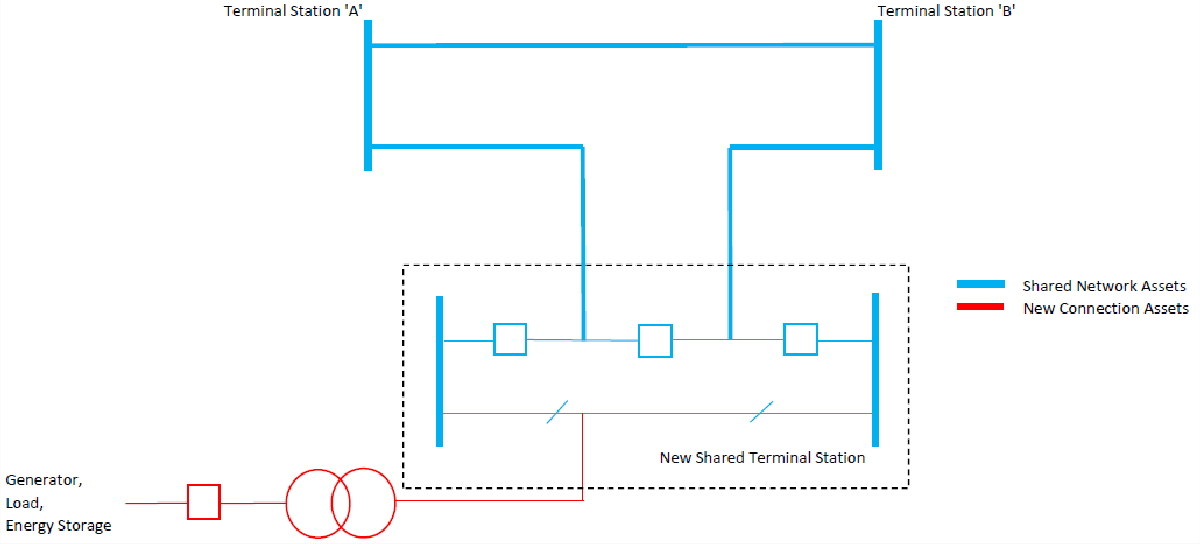 Terminal Station 'A'
Terminal Station 'B'
Shared Network Assets
New Connection Assets
New Shared Terminal Station
Generator,
Load,
Energy Storage